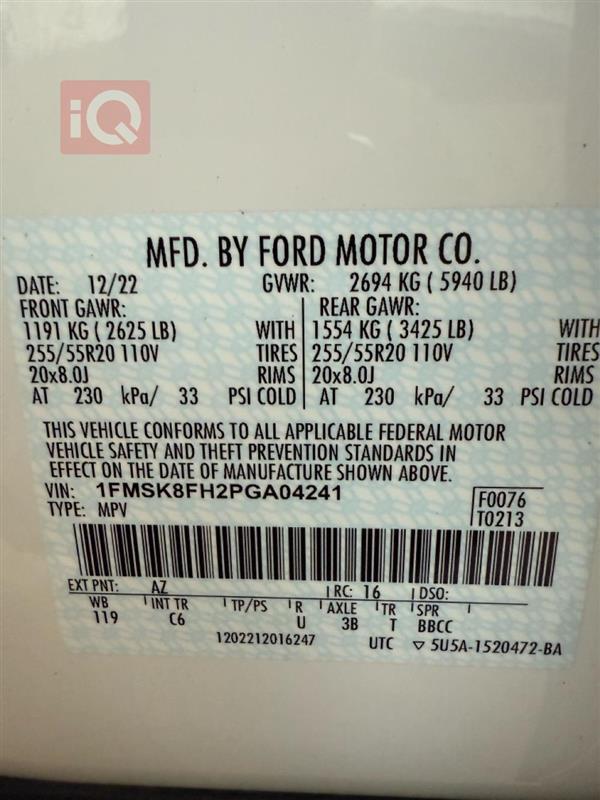 iQ
MFD. BY FORD MOTOR CO.
DATE: 12/22 GVWR: 2694 KG ( 5940 LB)
FRONT GAWR: REAR GAWR:
1191 KG ( 2625 LB) WITH 1554 KG ( 3425 LB) WITH
255/55R20 110V TIRES 255/55R20 110V TIRES
20x8.0J RIMS 20x8.0J RIMS
AT 230 kPa/ 33 PSI COLD AT 230 kPa/ 33 PSI COLD
THIS VEHICLE CONFORMS TO ALL APPLICABLE FEDERAL MOTOR
VEHICLE SAFETY AND THEFT PREVENTION STANDARDS IN
EFFECT ON THE DATE OF MANUFACTURE SHOWN ABOVE.
VIN: 1FMSK8FH2PGA04241 F0076
TYPE: MPV T0213
EXT PNT: AZ RC: 16 DSO:
WB INT TR TP/PS R AXLE TR SPR
119 C6 U 3B T BBCC
1202212016247 UTC ▽ 5U5A-1520472-BA